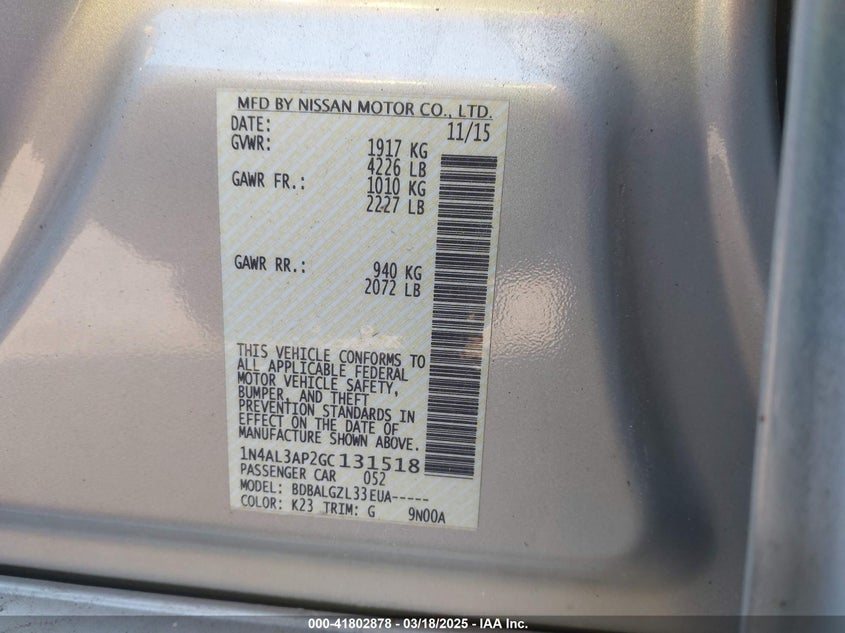 MFD BY NISSAN MOTOR CO., LTD.
DATE: 11/15
GVWR: 1917 KG
4226 LB
GAWR FR.: 1010 KG
2227 LB
GAWR RR.: 940 KG
2072 LB
THIS VEHICLE CONFORMS TO
ALL APPLICABLE FEDERAL
MOTOR VEHICLE SAFETY,
BUMPER, AND THEFT
PREVENTION STANDARDS IN
EFFECT ON THE DATE OF
MANUFACTURE SHOWN ABOVE.
1N4AL3AP2GC131518
PASSENGER CAR 052
MODEL: BDBALGZL33EUA-----
COLOR: K23 TRIM: G 9N00A
000-41802878 - 03/18/2025 - IAA Inc.